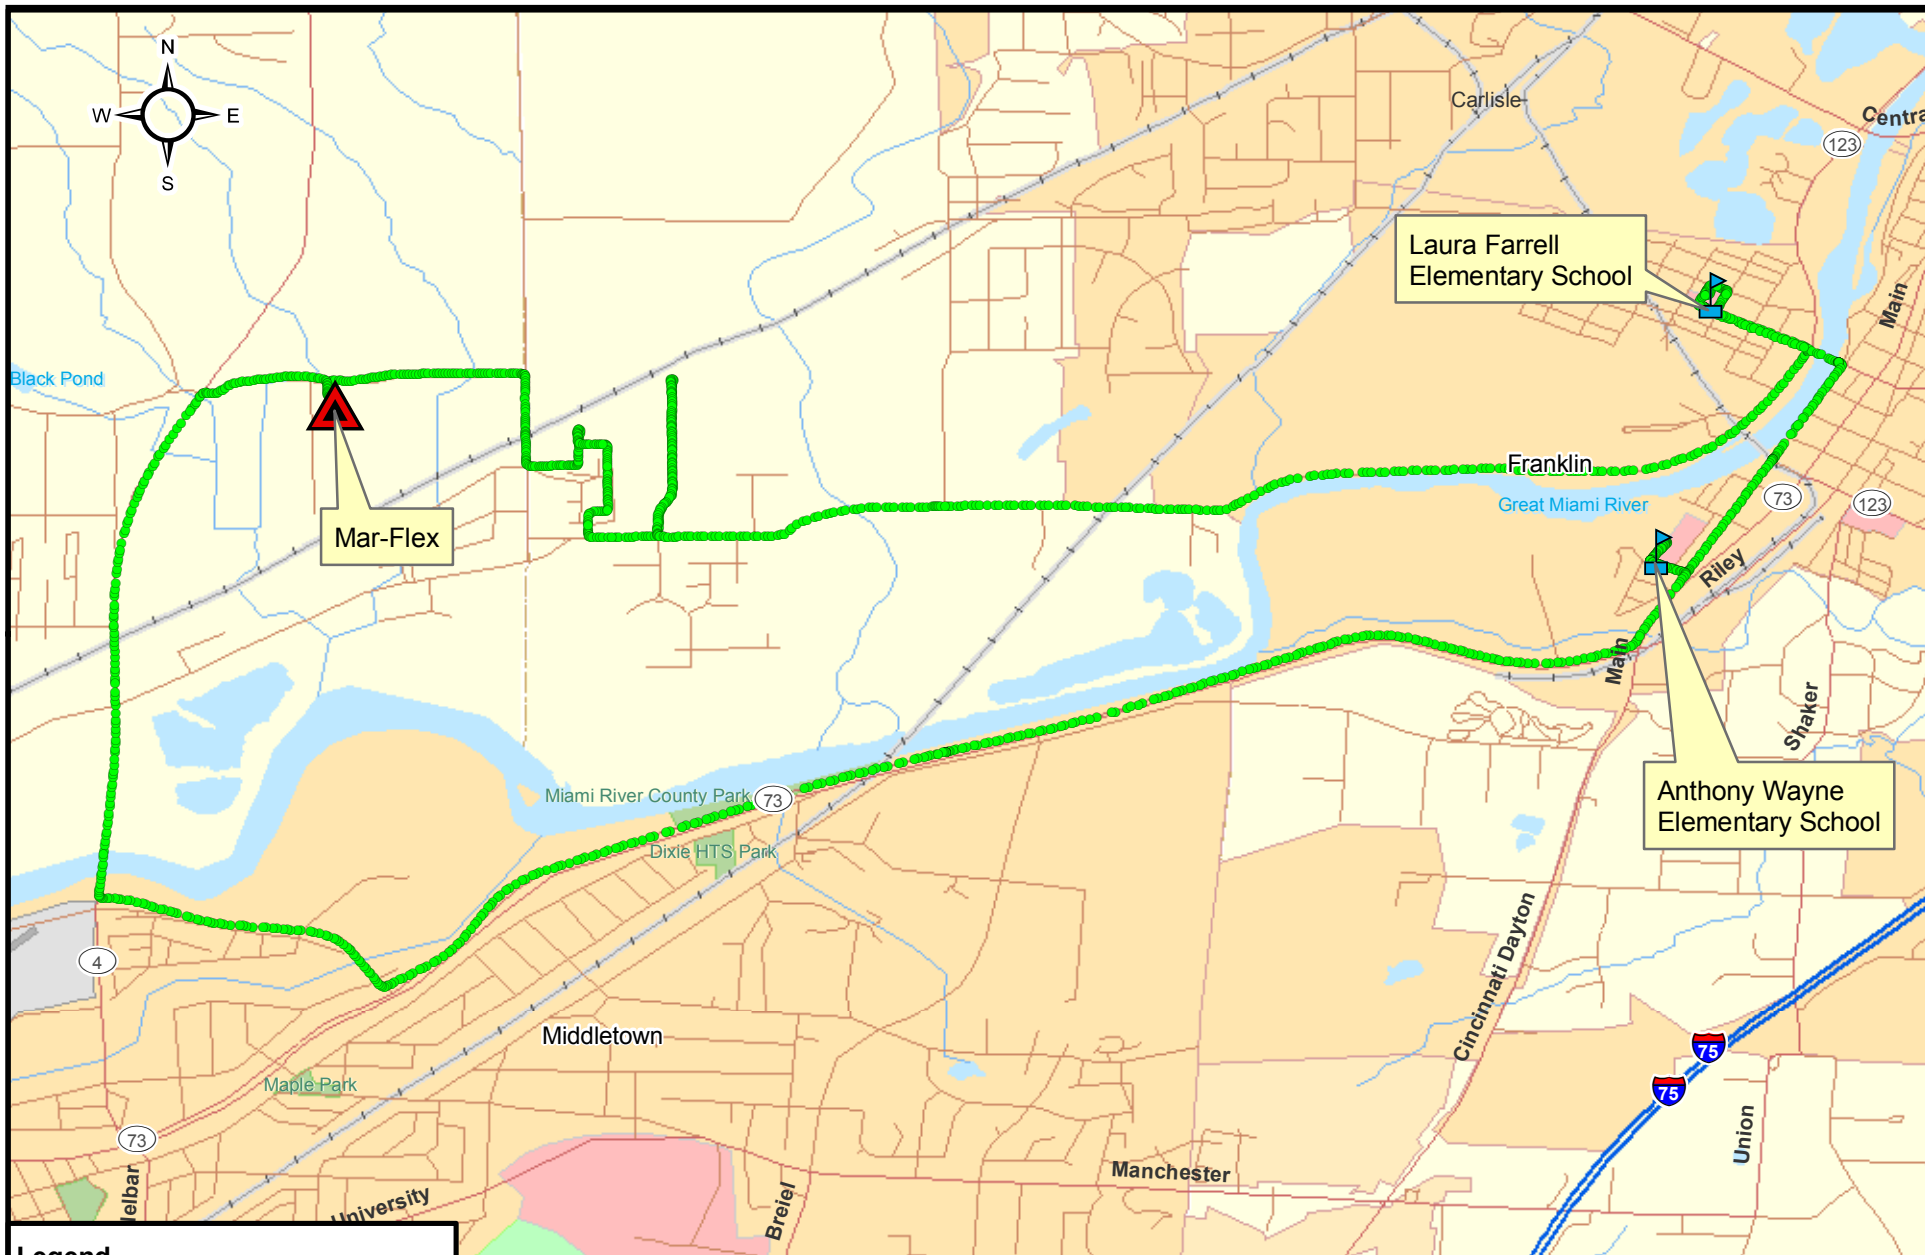 N
W
E
S
Carlisle
Centra
123
Laura Farrell
Elementary School
Main
Black Pond
Franklin
Great Miami River
73
123
Mar-Flex
Riley
Main
Shaker
Miami River County Park
73
Anthony Wayne
Elementary School
Dixie HTS Park
4
Cincinnati Dayton
Middletown
75
75
Maple Park
73
Union
Manchester
lelbar
University
Breiel
Legend